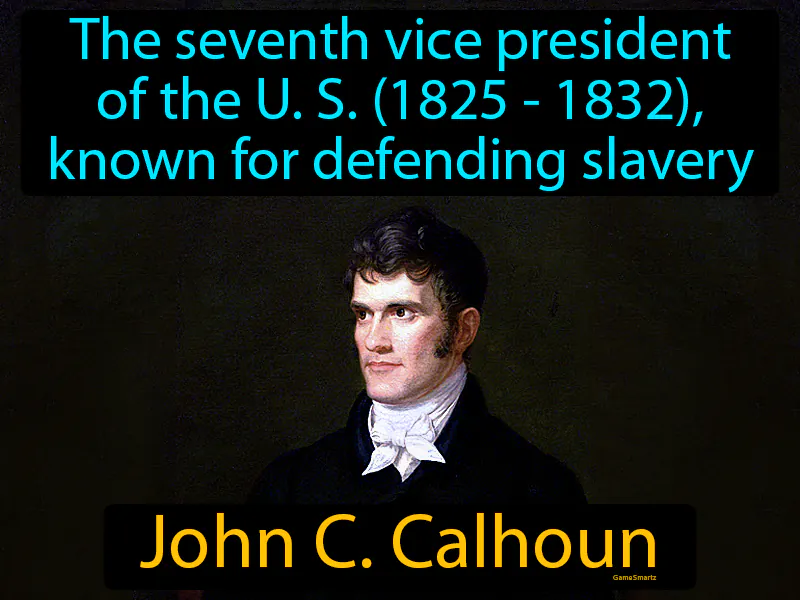 The seventh vice president
of the U. S. (1825 - 1832),
known for defending slavery
John C. Calhoun
GameSmartz